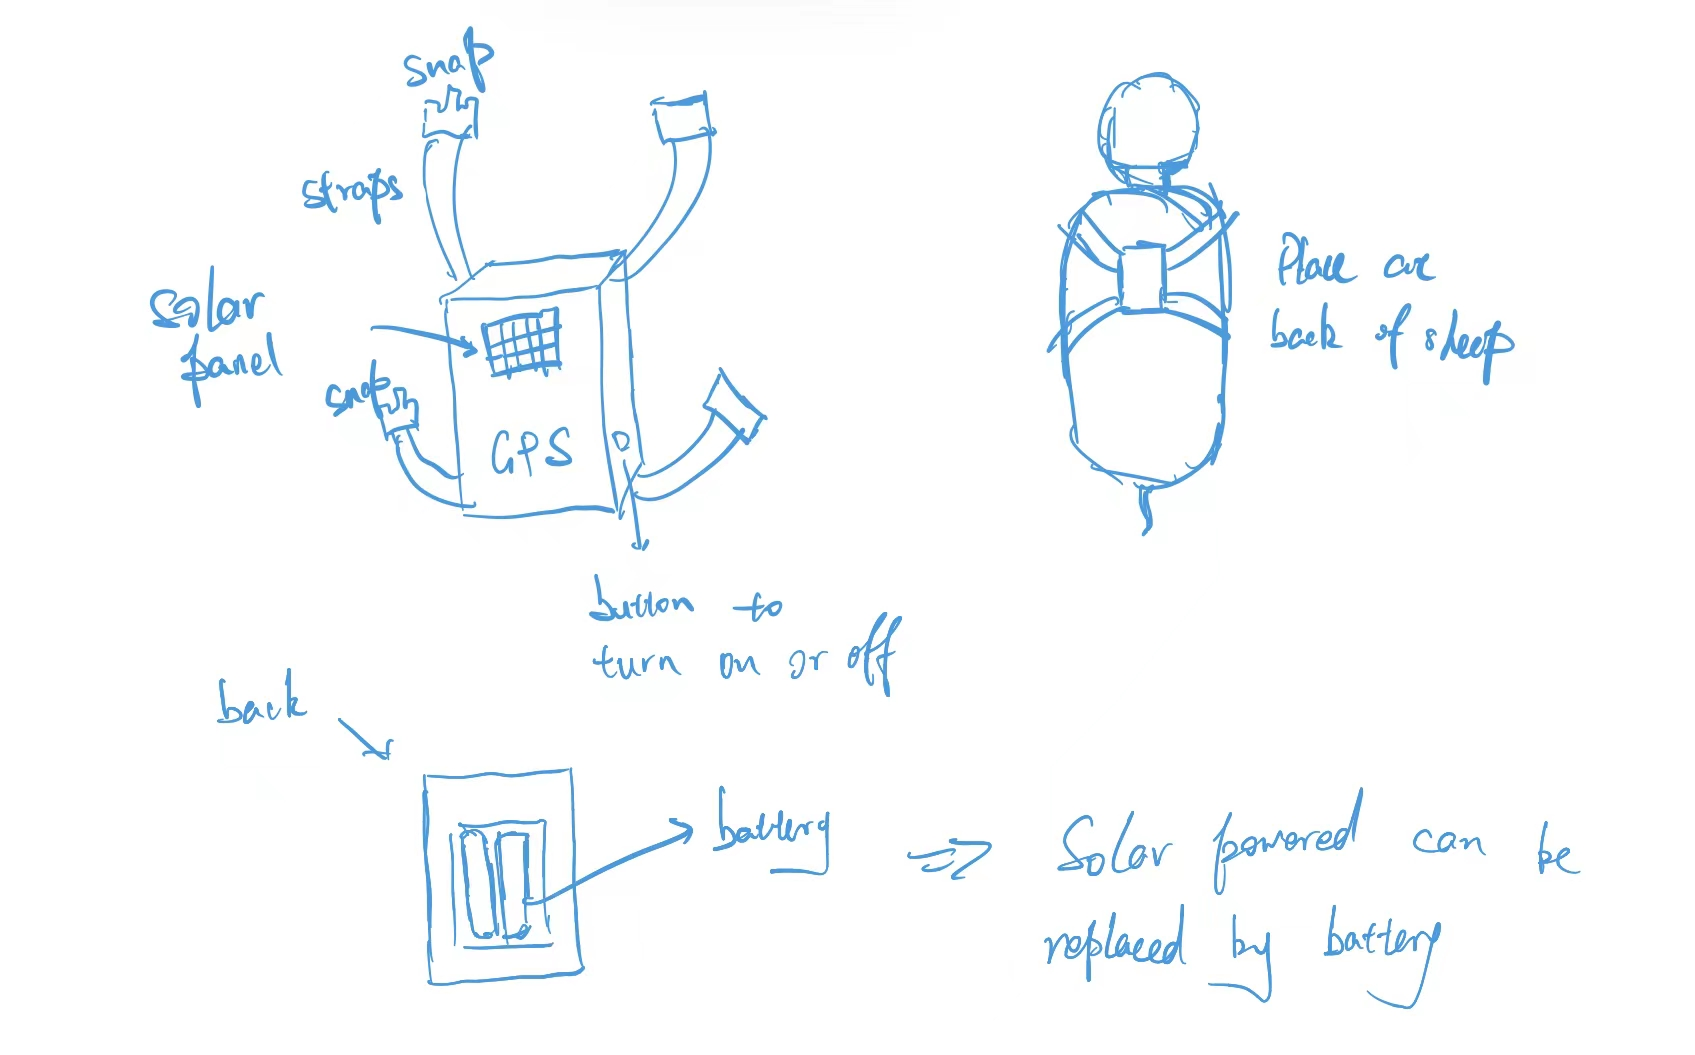 snap
straps
Solar
panel
snap
GPS
button to
turn on or off
Place are
back of sheep
back
battery
Solar powered can be
replaced by battery